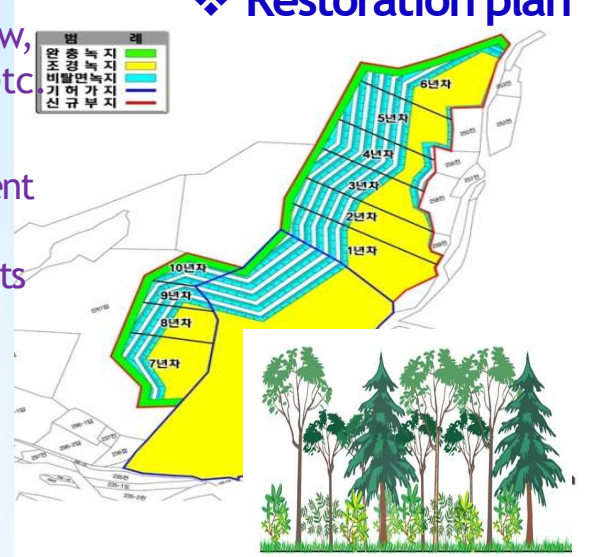 ❖ Restoration plan
w,
etc.
ent
ts
범 례
완충녹지
조경녹지
비탈면녹지
기허가지
신규부지
6년차
5년차
4년차
3년차
2년차
1년차
10년차
9년차
8년차
7년차